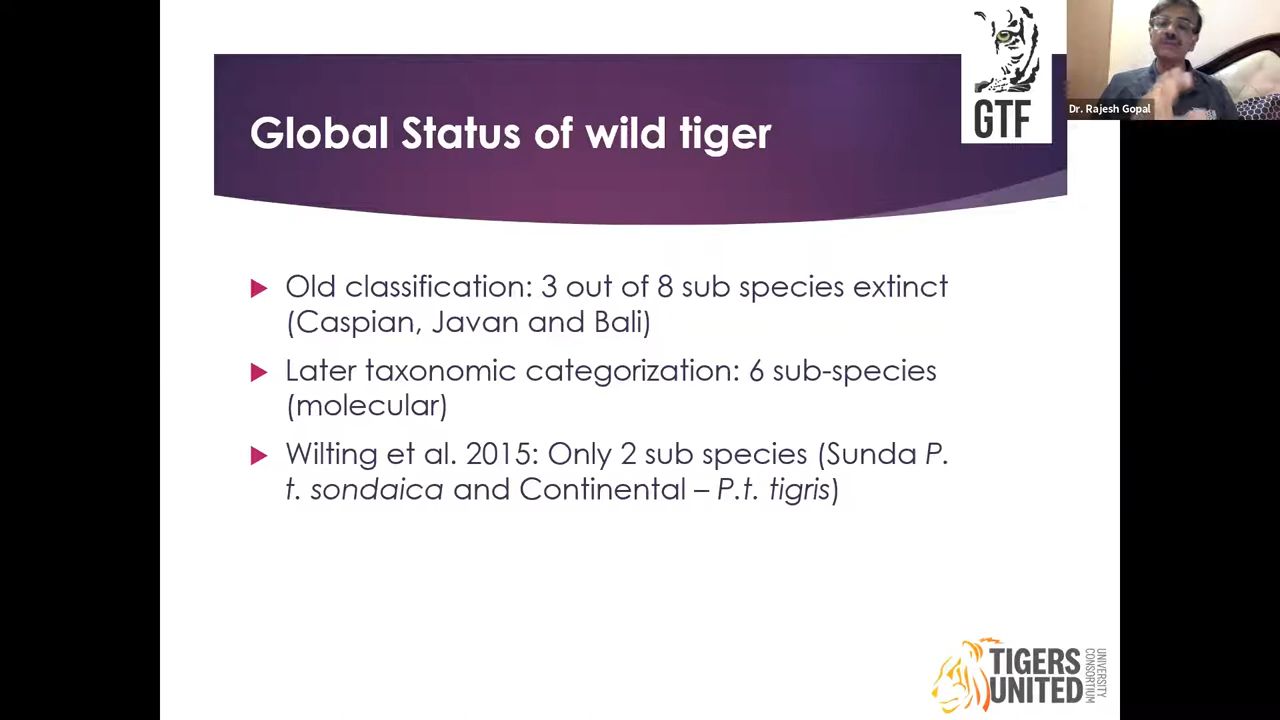 GTF
Dr. Rajesh Gopal
Global Status of wild tiger
Old classification: 3 out of 8 sub species extinct
(Caspian, Javan and Bali)
Later taxonomic categorization: 6 sub-species
(molecular)
Wilting et al. 2015: Only 2 sub species (Sunda P.
t. sondaica and Continental – P.t. tigris)
TIGERS
UNITED
UNIVERSITY
CONSORTIUM